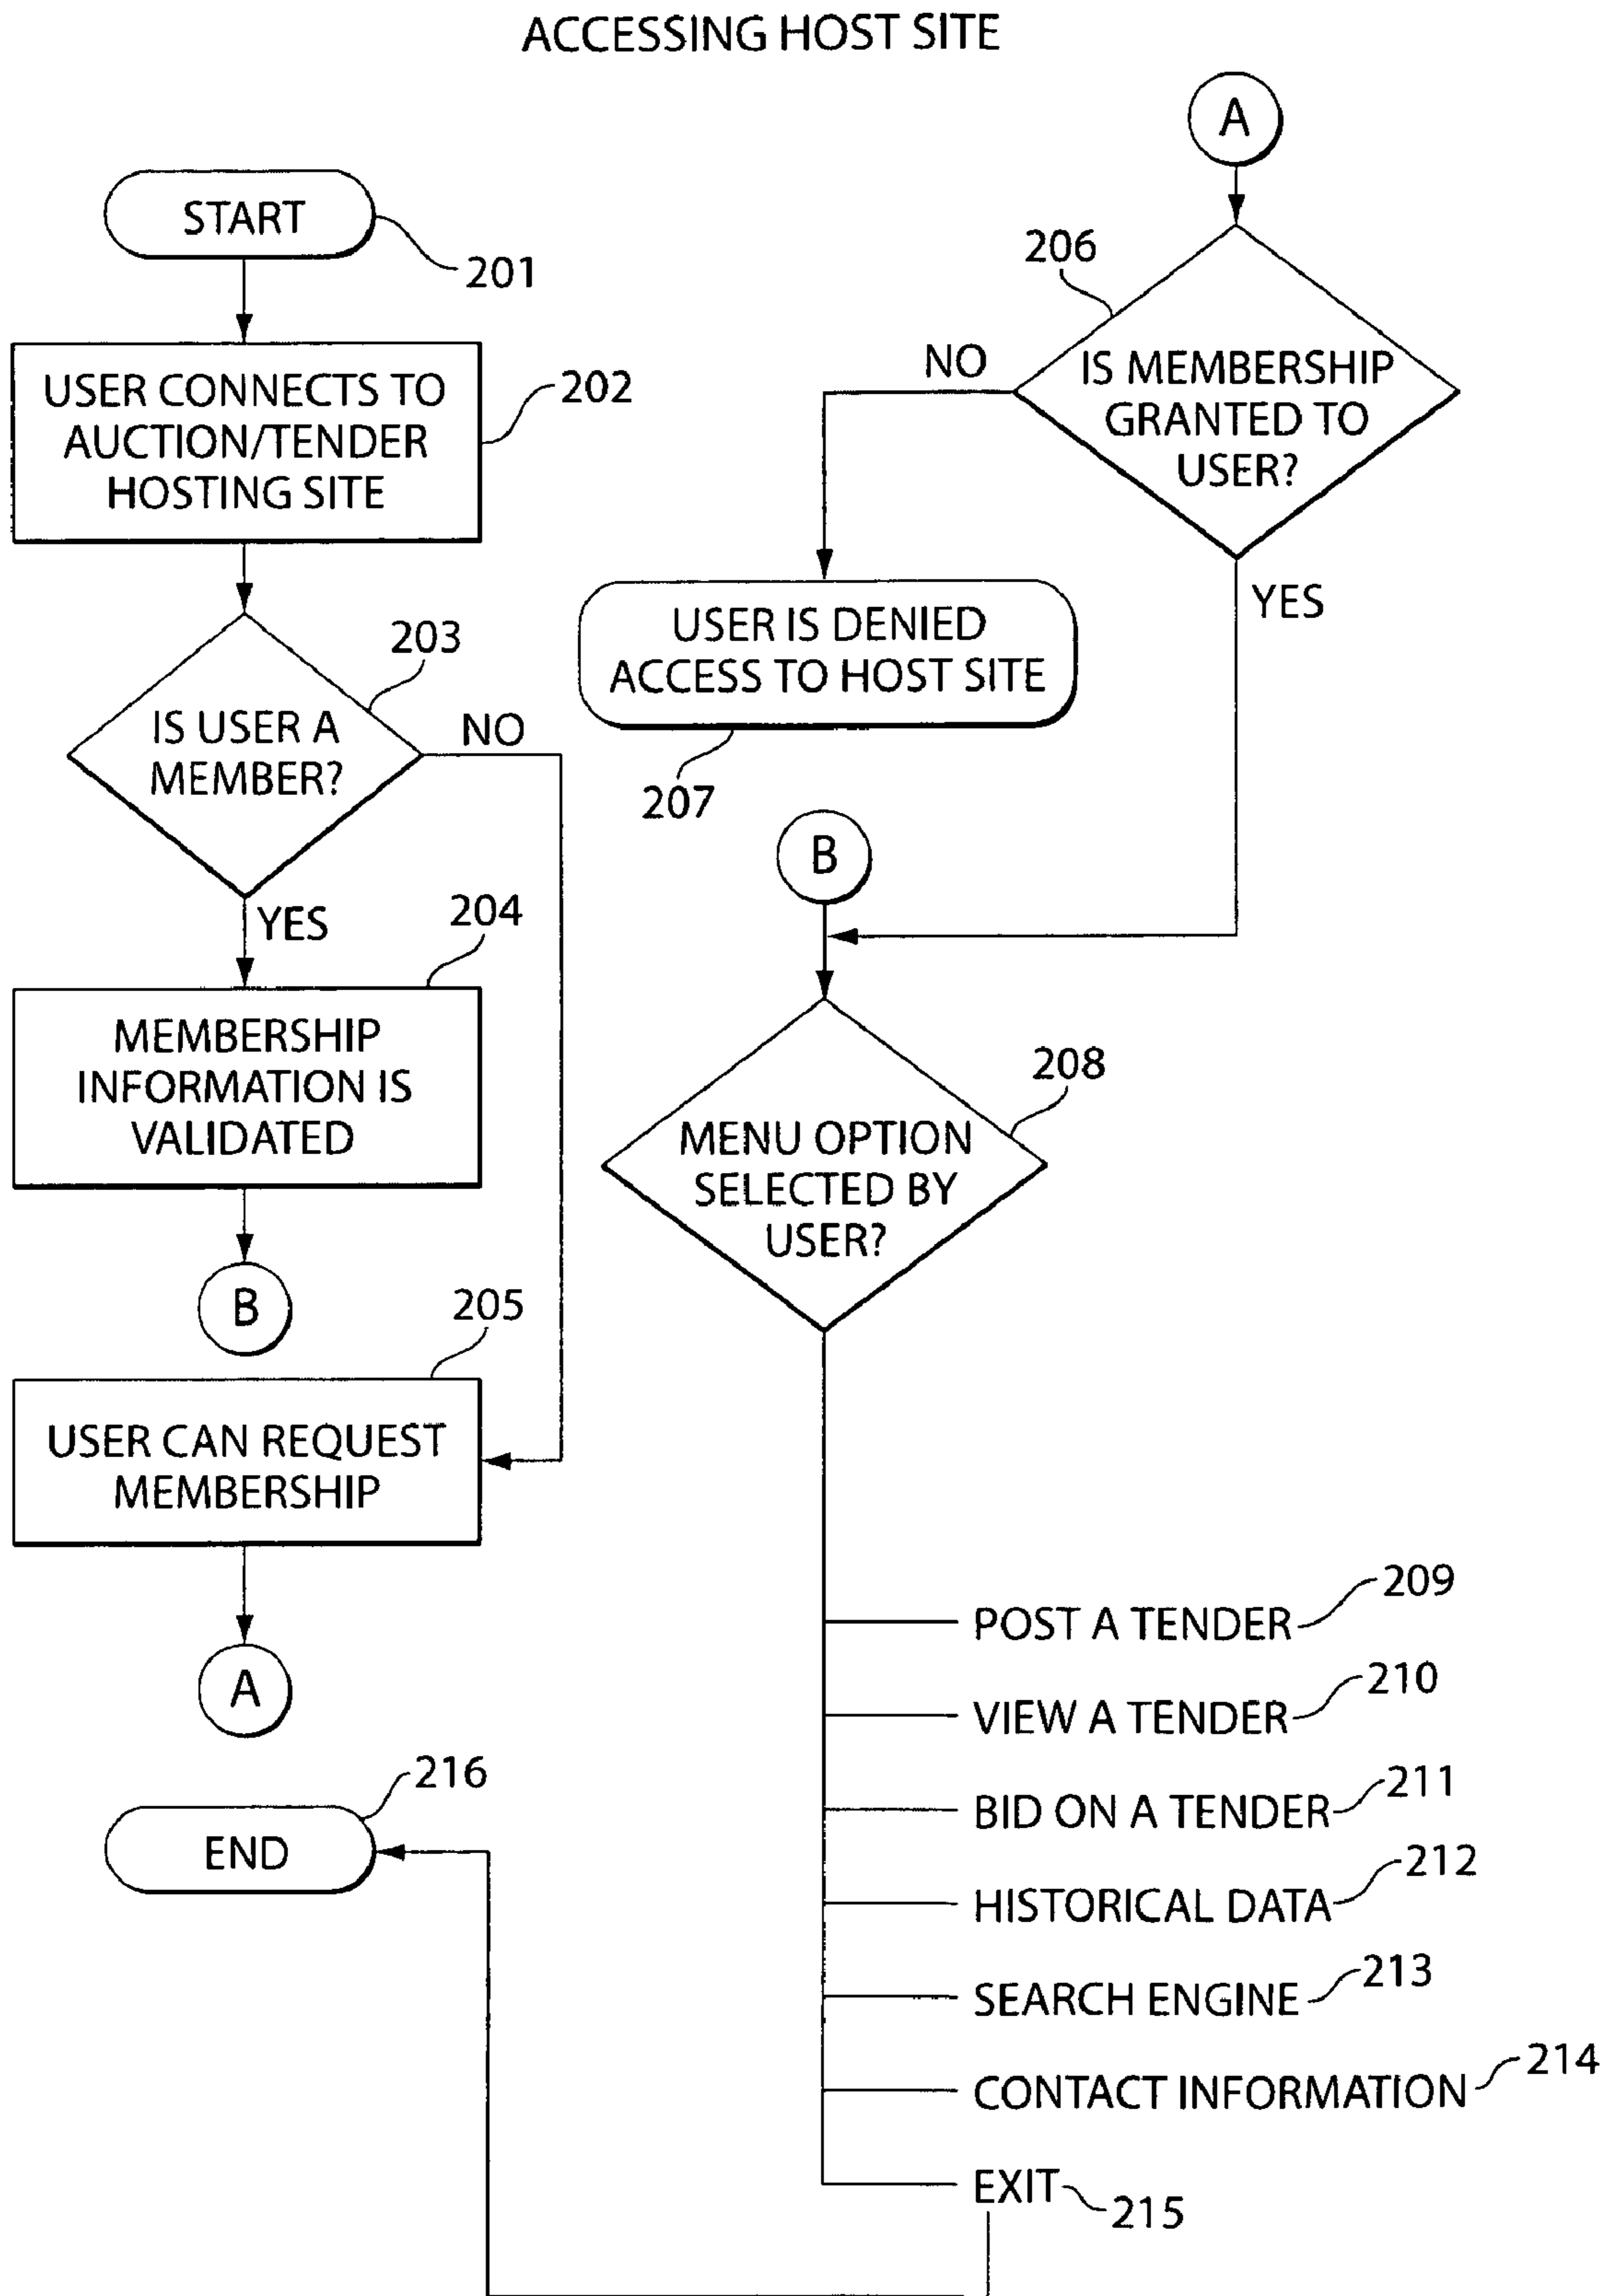 ACCESSING HOST SITE
START
201
USER CONNECTS TO
AUCTION/TENDER
HOSTING SITE
202
IS USER A
MEMBER?
203
NO
YES
204
MEMBERSHIP
INFORMATION IS
VALIDATED
B
205
USER CAN REQUEST
MEMBERSHIP
A
216
END
A
206
IS MEMBERSHIP
GRANTED TO
USER?
NO
YES
USER IS DENIED
ACCESS TO HOST SITE
207
B
208
MENU OPTION
SELECTED BY
USER?
POST A TENDER 209
VIEW A TENDER 210
BID ON A TENDER 211
HISTORICAL DATA 212
SEARCH ENGINE 213
CONTACT INFORMATION 214
EXIT 215